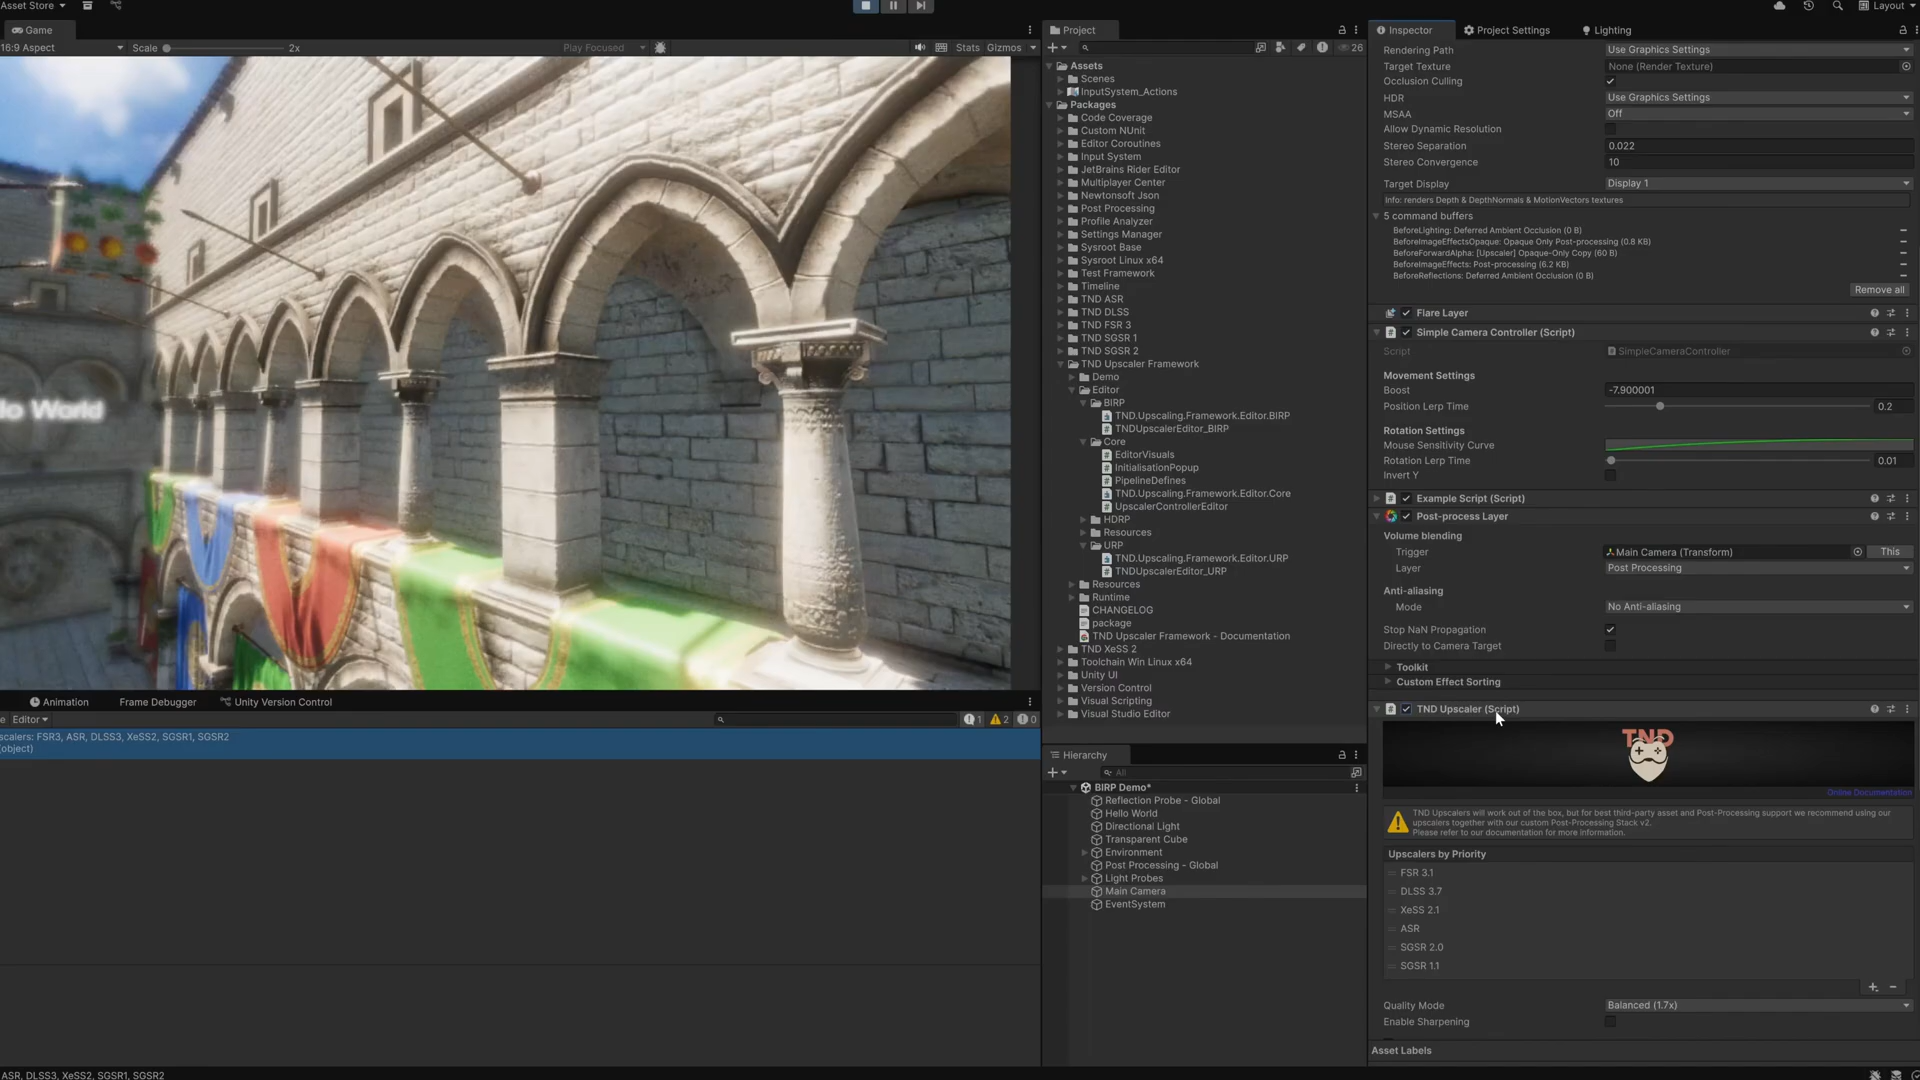 Asset Store
Layout
Game
16:9 Aspect
Scale
2x
Play Focused
Stats
Gizmos
lo World
Animation
Frame Debugger
Unity Version Control
Editor
1
2
0
scalers: FSR3, ASR, DLSS3, XeSS2, SGSR1, SGSR2
(object)
ASR, DLSS3, XeSS2, SGSR1, SGSR2
Project
26
Assets
Scenes
InputSystem_Actions
Packages
Code Coverage
Custom NUnit
Editor Coroutines
Input System
JetBrains Rider Editor
Multiplayer Center
Newtonsoft Json
Post Processing
Profile Analyzer
Settings Manager
Sysroot Base
Sysroot Linux x64
Test Framework
Timeline
TND ASR
TND DLSS
TND FSR 3
TND SGSR 1
TND SGSR 2
TND Upscaler Framework
Demo
Editor
BIRP
TND.Upscaling.Framework.Editor.BIRP
TNDUpscalerEditor_BIRP
Core
EditorVisuals
InitialisationPopup
PipelineDefines
TND.Upscaling.Framework.Editor.Core
UpscalerControllerEditor
HDRP
Resources
URP
TND.Upscaling.Framework.Editor.URP
TNDUpscalerEditor_URP
Resources
Runtime
CHANGELOG
package
TND Upscaler Framework - Documentation
TND XeSS 2
Toolchain Win Linux x64
Unity UI
Version Control
Visual Scripting
Visual Studio Editor
Hierarchy
All
BIRP Demo*
Reflection Probe - Global
Hello World
Directional Light
Transparent Cube
Environment
Post Processing - Global
Light Probes
Main Camera
EventSystem
Inspector
Project Settings
Lighting
Rendering Path Use Graphics Settings
Target Texture None (Render Texture)
Occlusion Culling
HDR Use Graphics Settings
MSAA Off
Allow Dynamic Resolution
Stereo Separation 0.022
Stereo Convergence 10
Target Display Display 1
Info: renders Depth & DepthNormals & MotionVectors textures
5 command buffers
BeforeLighting: Deferred Ambient Occlusion (0 B)
BeforeImageEffectsOpaque: Opaque Only Post-processing (0.8 KB)
BeforeForwardAlpha: [Upscaler] Opaque-Only Copy (60 B)
BeforeImageEffects: Post-processing (6.2 KB)
BeforeReflections: Deferred Ambient Occlusion (0 B)
Remove all
Flare Layer
Simple Camera Controller (Script)
Script SimpleCameraController
Movement Settings
Boost -7.900001
Position Lerp Time 0.2
Rotation Settings
Mouse Sensitivity Curve
Rotation Lerp Time 0.01
Invert Y
Example Script (Script)
Post-process Layer
Volume blending
Trigger Main Camera (Transform) This
Layer Post Processing
Anti-aliasing
Mode No Anti-aliasing
Stop NaN Propagation
Directly to Camera Target
Toolkit
Custom Effect Sorting
TND Upscaler (Script)
TND
Online Documentation
TND Upscalers will work out of the box, but for best third-party asset and Post-Processing support we recommend using our
upscalers together with our custom Post-Processing Stack v2.
Please refer to our documentation for more information.
Upscalers by Priority
FSR 3.1
DLSS 3.7
XeSS 2.1
ASR
SGSR 2.0
SGSR 1.1
Quality Mode Balanced (1.7x)
Enable Sharpening
Asset Labels